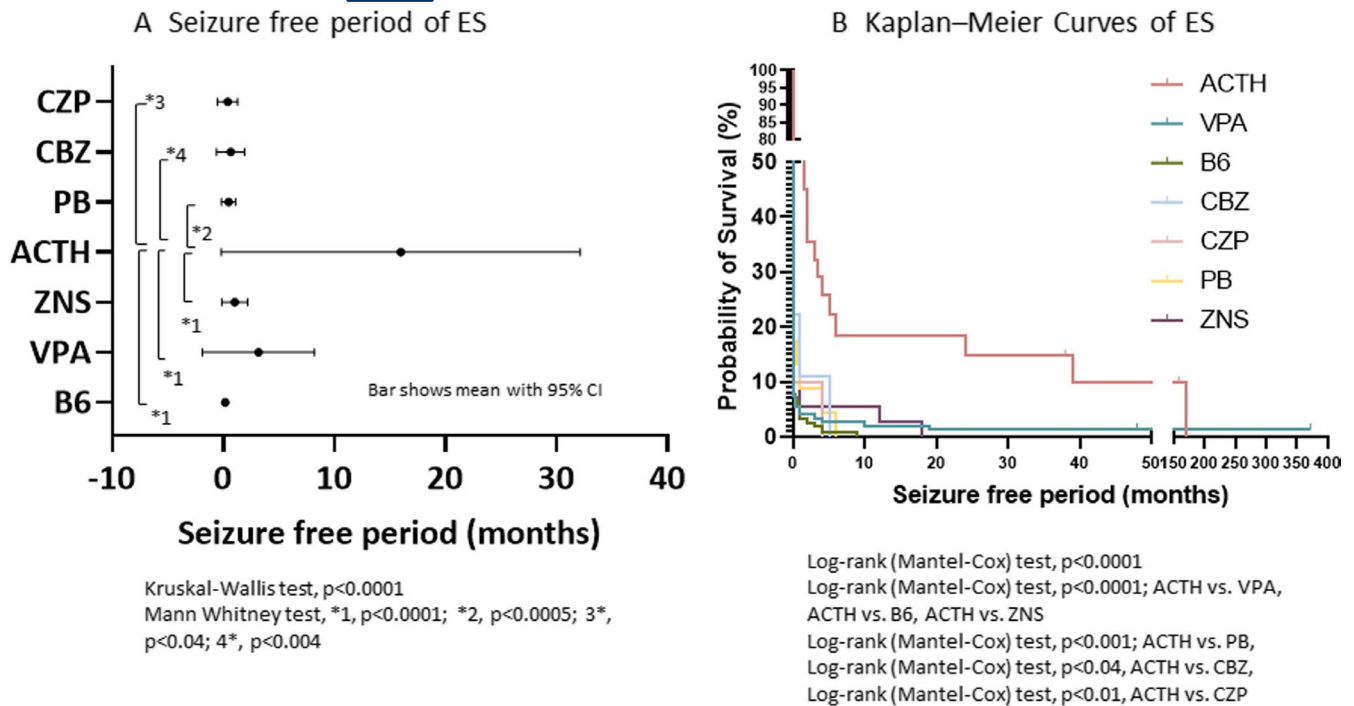 A Seizure free period of ES
CZP
CBZ
PB
ACTH
ZNS
VPA
B6
*3
*4
*2
*1
*1
*1
Bar shows mean with 95% CI
-10 0 10 20 30 40
Seizure free period (months)
Kruskal-Wallis test, p<0.0001
Mann Whitney test, *1, p<0.0001; *2, p<0.0005; 3*,
p<0.04; 4*, p<0.004
B Kaplan–Meier Curves of ES
Probability of Survival (%)
100
95
90
85
80
50
40
30
20
10
0
0 10 20 30 40 50 150 200 250 300 350 400
Seizure free period (months)
ACTH
VPA
B6
CBZ
CZP
PB
ZNS
Log-rank (Mantel-Cox) test, p<0.0001
Log-rank (Mantel-Cox) test, p<0.0001; ACTH vs. VPA,
ACTH vs. B6, ACTH vs. ZNS
Log-rank (Mantel-Cox) test, p<0.001; ACTH vs. PB,
Log-rank (Mantel-Cox) test, p<0.04, ACTH vs. CBZ,
Log-rank (Mantel-Cox) test, p<0.01, ACTH vs. CZP